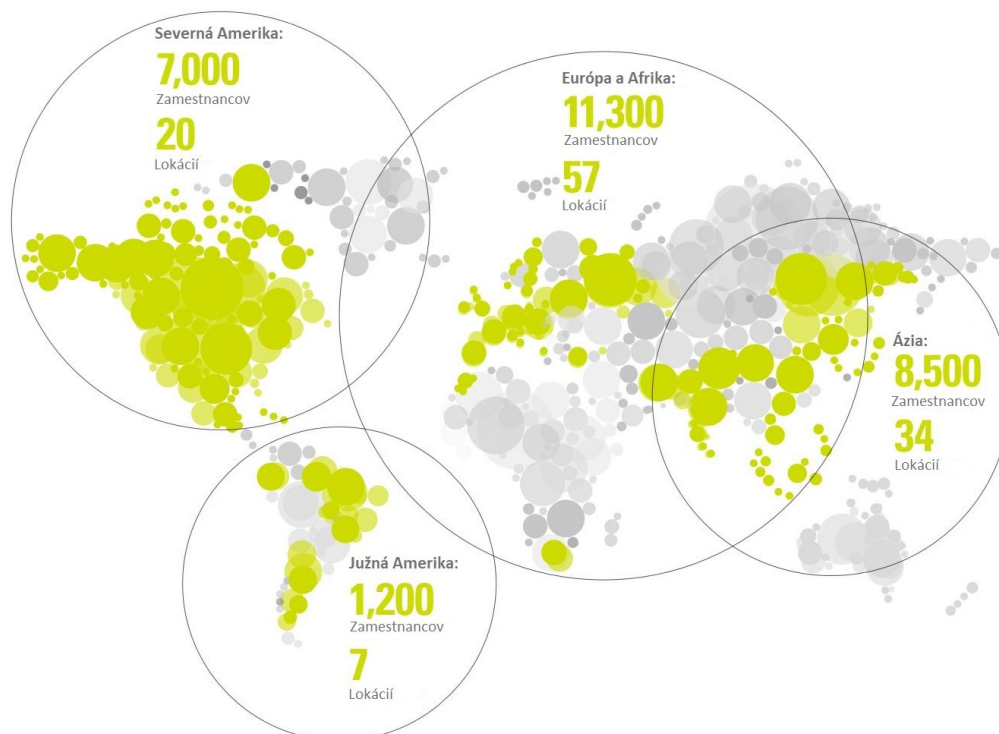 Severná Amerika:
7,000
Zamestnancov
20
Lokácií
Európa a Afrika:
11,300
Zamestnancov
57
Lokácií
Ázia:
8,500
Zamestnancov
34
Lokácií
Južná Amerika:
1,200
Zamestnancov
7
Lokácií